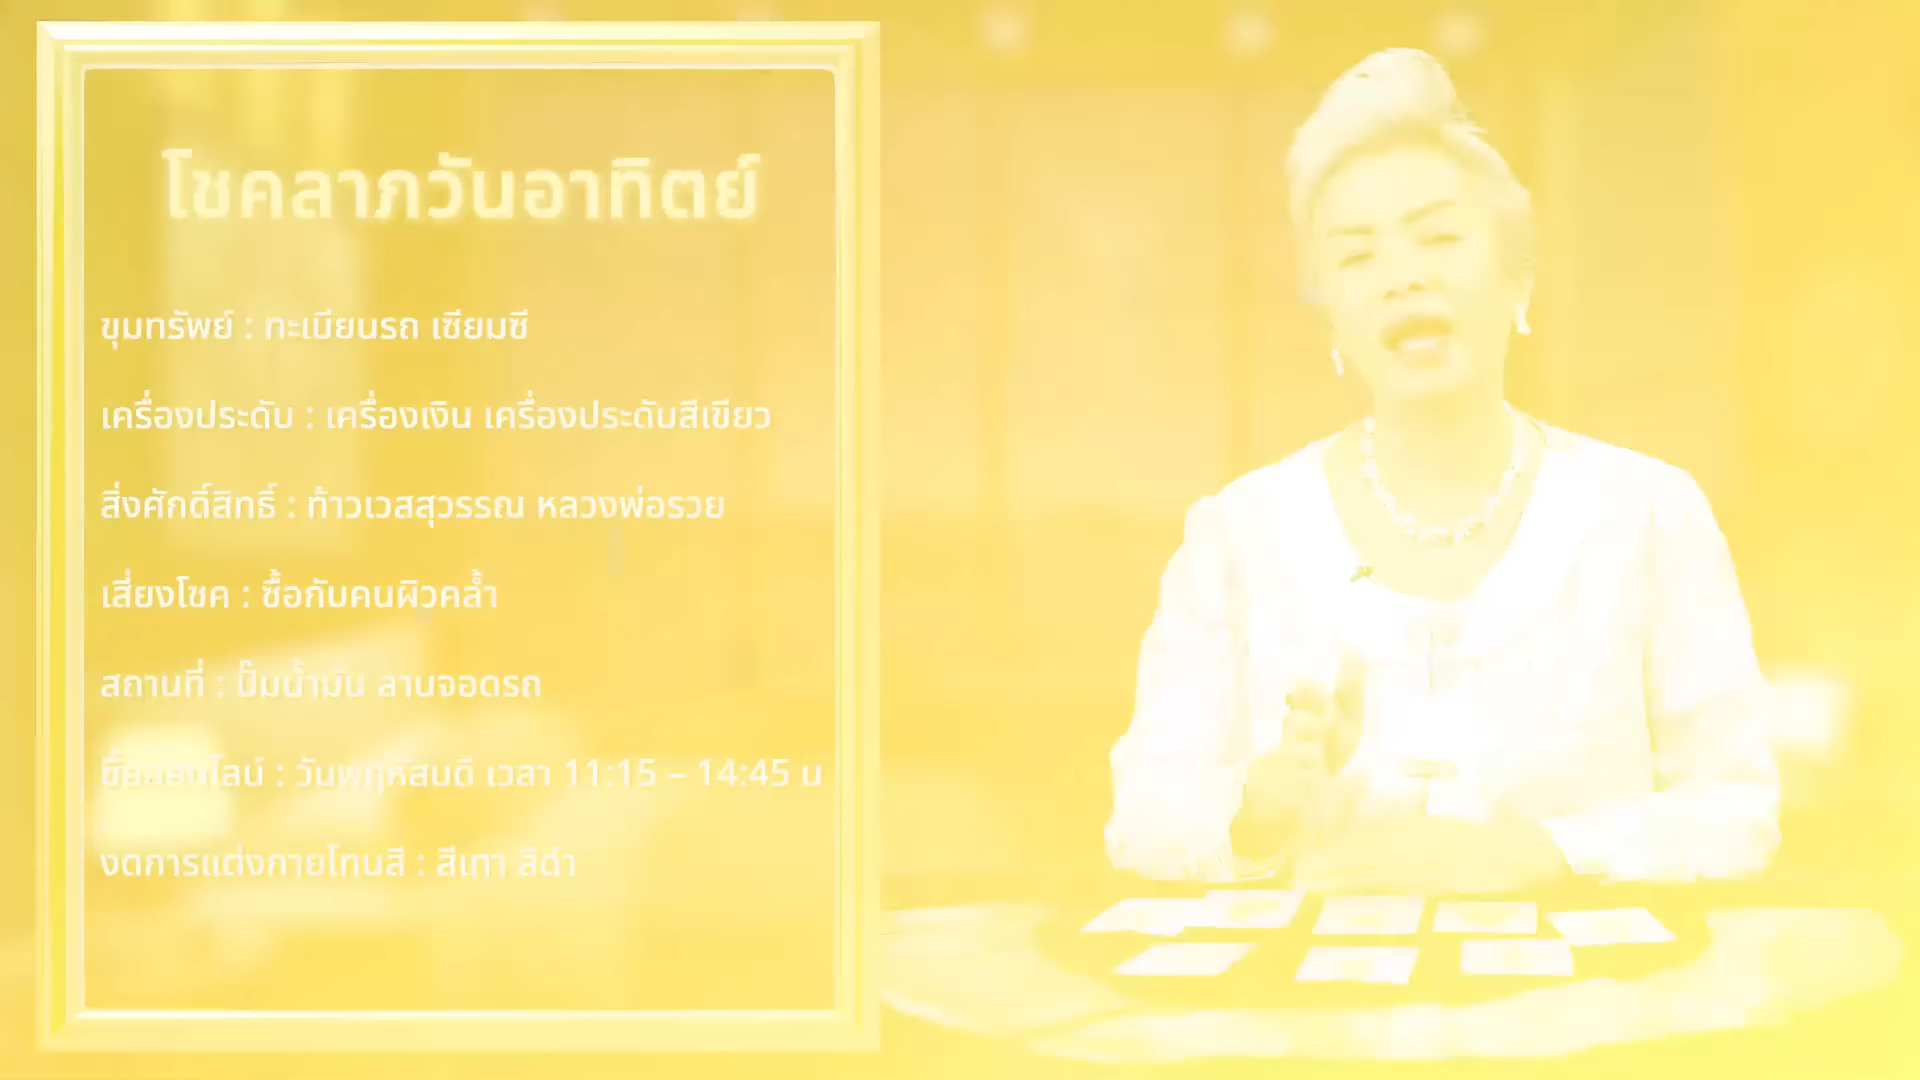 โชคลาภวันอาทิตย์
ขุมทรัพย์ : ทะเบียนรถ เซียมซี
เครื่องประดับ : เครื่องเงิน เครื่องประดับสีเขียว
สิ่งศักดิ์สิทธิ์ : ท้าวเวสสุวรรณ หลวงพ่อรวย
เสี่ยงโชค : ซื้อกับคนผิวคล้ำ
สถานที่ : ปั๊มน้ำมัน ลานจอดรถ
ซื้อออนไลน์ : วันพฤหัสบดี เวลา 11:15 – 14:45 น
งดการแต่งกายโทนสี : สีเทา สีดำ